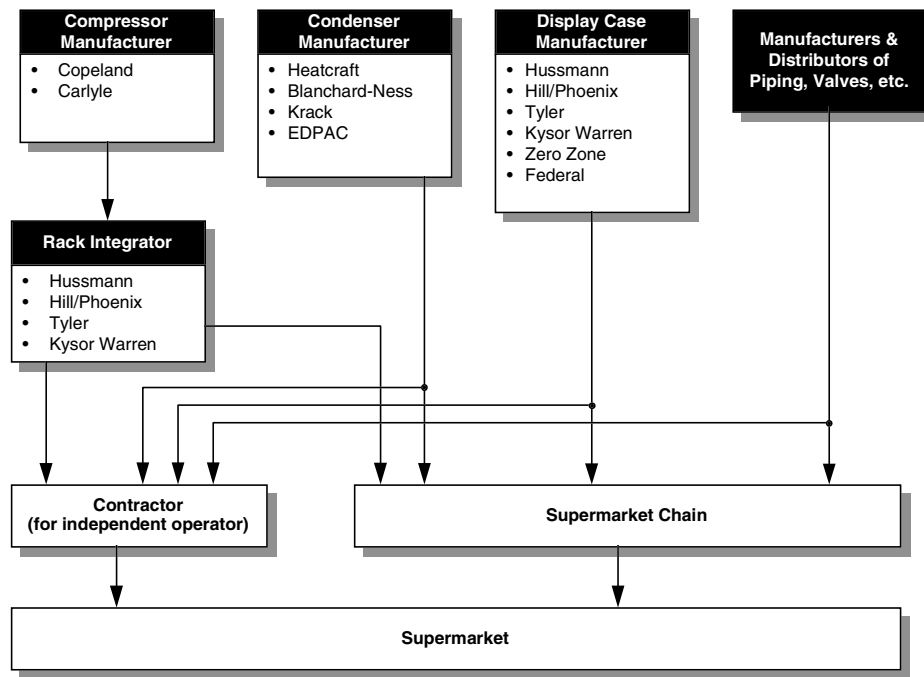 Compressor
Manufacturer
• Copeland
• Carlyle
Condenser
Manufacturer
• Heatcraft
• Blanchard-Ness
• Krack
• EDPAC
Display Case
Manufacturer
• Hussmann
• Hill/Phoenix
• Tyler
• Kysor Warren
• Zero Zone
• Federal
Manufacturers &
Distributors of
Piping, Valves, etc.
Rack Integrator
• Hussmann
• Hill/Phoenix
• Tyler
• Kysor Warren
Contractor
(for independent operator)
Supermarket Chain
Supermarket